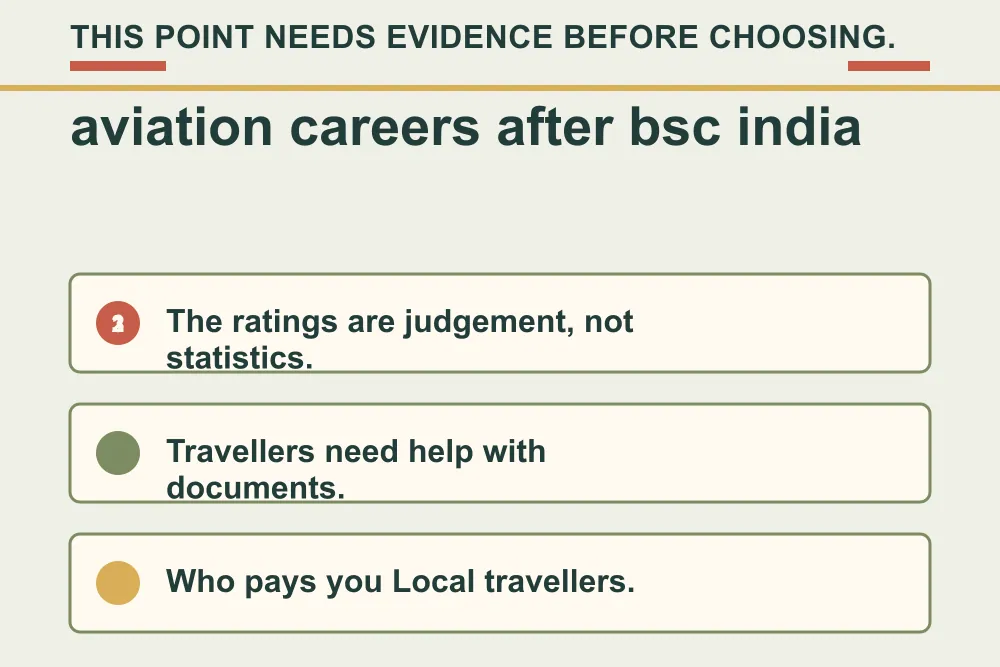 THIS POINT NEEDS EVIDENCE BEFORE CHOOSING.
aviation careers after bsc india
The ratings are judgement, not
statistics.
Travellers need help with
documents.
Who pays you Local travellers.